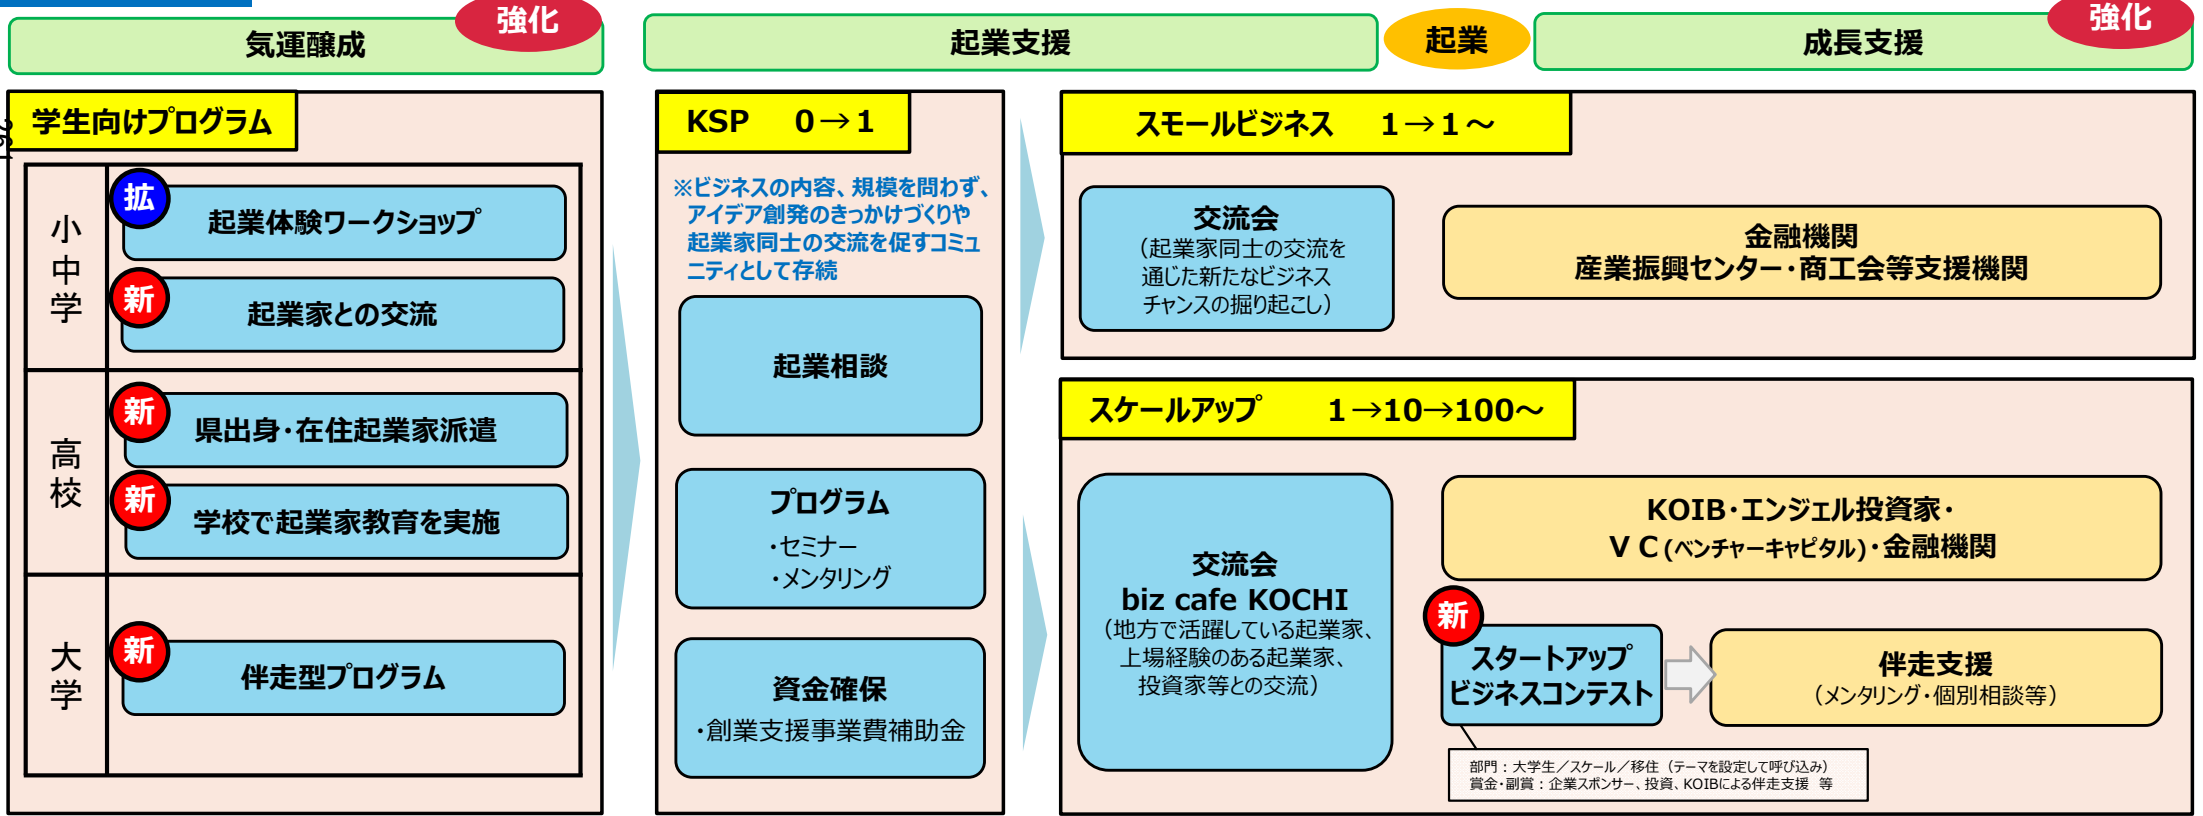 気運醸成
強化
起業支援
起業
成長支援
強化
学生向けプログラム
小中学
拡
起業体験ワークショップ
新
起業家との交流
高校
新
県出身・在住起業家派遣
新
学校で起業家教育を実施
大学
新
伴走型プログラム
KSP 0→1
※ビジネスの内容、規模を問わず、
アイデア創発のきっかけづくりや
起業家同士の交流を促すコミュ
ニティとして存続
起業相談
プログラム
・セミナー
・メンタリング
資金確保
・創業支援事業費補助金
スモールビジネス 1→1～
交流会
（起業家同士の交流を
通じた新たなビジネス
チャンスの掘り起こし）
金融機関
産業振興センター・商工会等支援機関
スケールアップ 1→10→100～
交流会
biz cafe KOCHI
（地方で活躍している起業家、
上場経験のある起業家、
投資家等との交流）
KOIB・エンジェル投資家・
ＶＣ(ベンチャーキャピタル)・金融機関
新
スタートアップ
ビジネスコンテスト
伴走支援
（メンタリング・個別相談等）
部門：大学生／スケール／移住（テーマを設定して呼び込み）
賞金・副賞：企業スポンサー、投資、KOIBによる伴走支援 等